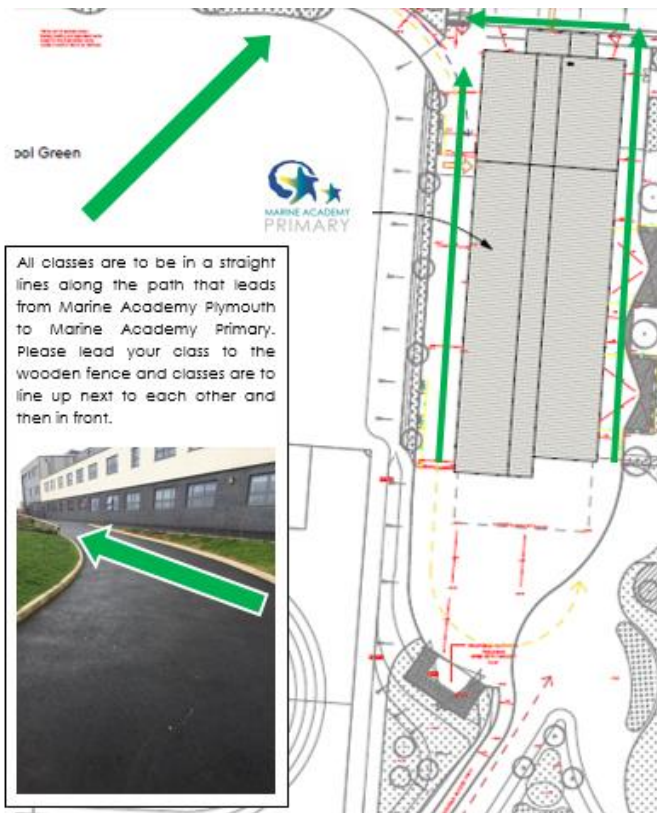 ool Green
MARINE ACADEMY
PRIMARY
All classes are to be in a straight
lines along the path that leads
from Marine Academy Plymouth
to Marine Academy Primary.
Please lead your class to the
wooden fence and classes are to
line up next to each other and
then in front.